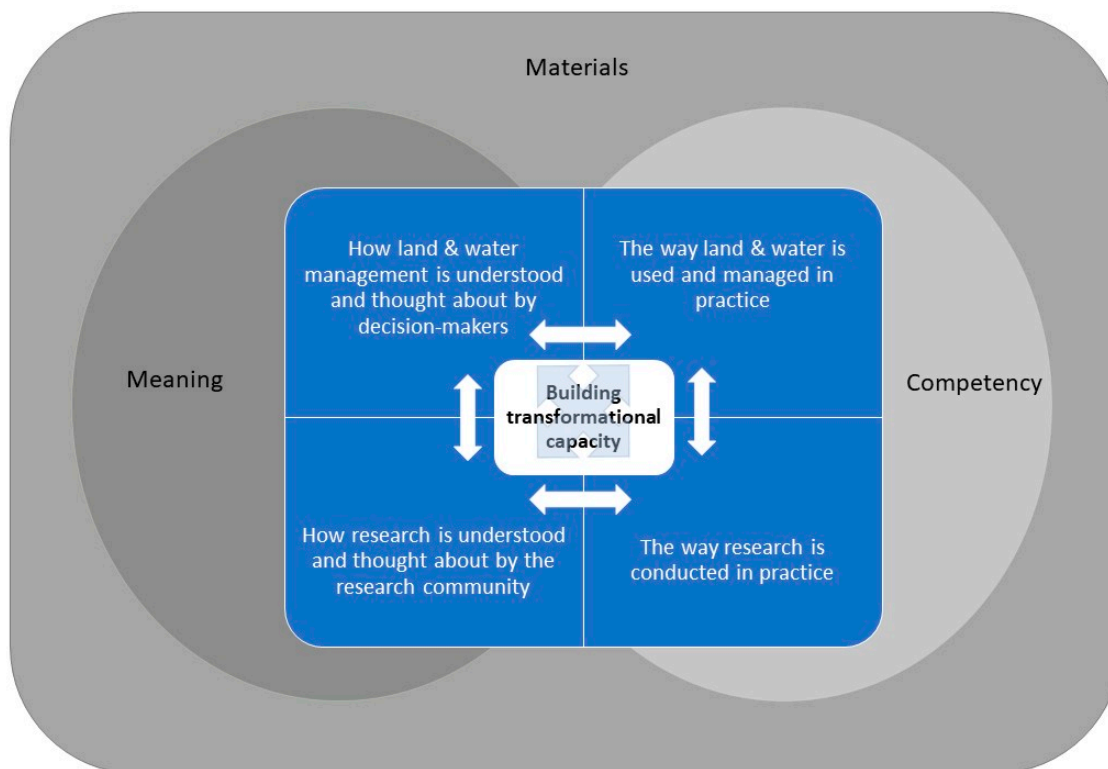 Materials
How land & water
management is understood
and thought about by
decision-makers
The way land & water is
used and managed in
practice
Meaning
Building
transformational
capacity
Competency
How research is understood
and thought about by the
research community
The way research is
conducted in practice